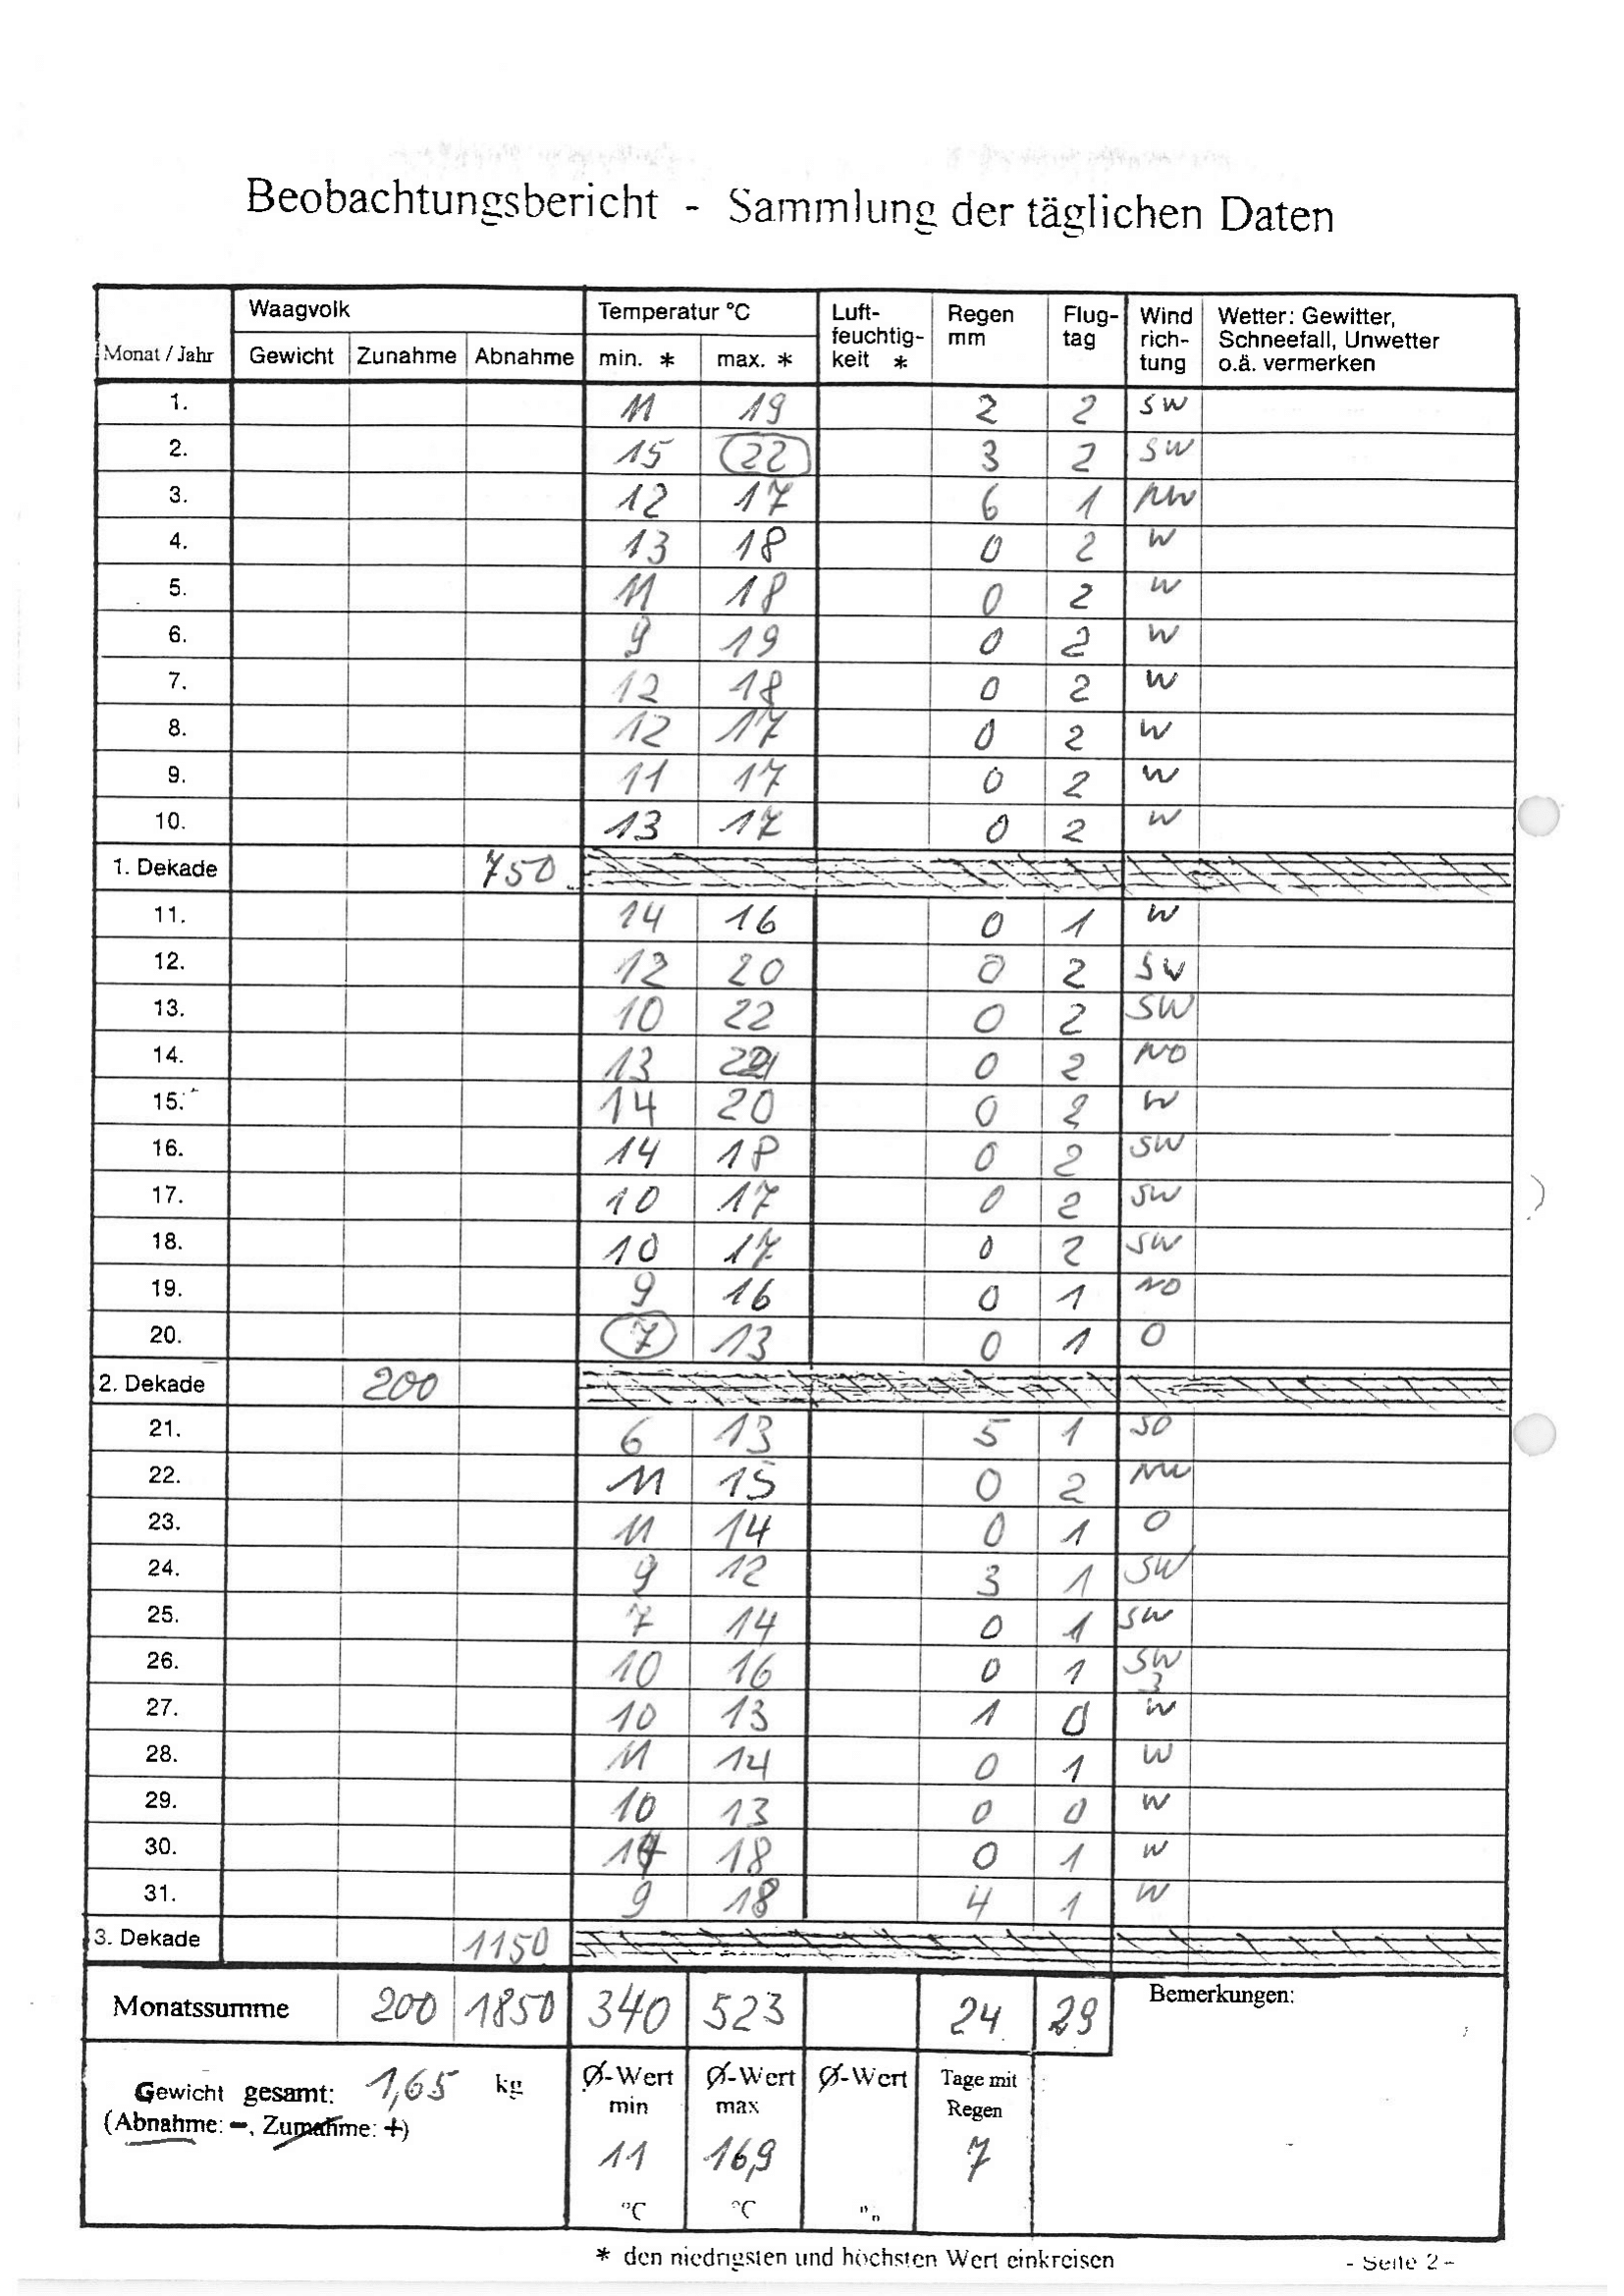 Beobachtungsbericht - Sammlung der täglichen Daten
Monat / Jahr Waagvolk Temperatur °C Luft-feuchtig-keit * Regen mm Flug-tag Wind rich-tung Wetter: Gewitter, Schneefall, Unwetter o.ä. vermerken
Gewicht Zunahme Abnahme min. * max. *
1. 11 19 2 2 SW
2. 15 22 3 2 SW
3. 12 17 6 1 NW
4. 13 18 0 2 W
5. 11 18 0 2 W
6. 9 19 0 2 W
7. 12 18 0 2 W
8. 12 17 0 2 W
9. 11 17 0 2 W
10. 13 17 0 2 W
1. Dekade 750
11. 14 16 0 1 W
12. 12 20 0 2 SW
13. 10 22 0 2 SW
14. 13 0 2 NO
15. 14 20 0 2 W
16. 14 18 0 2 SW
17. 10 17 0 2 SW
18. 10 17 0 2 SW
19. 9 16 0 1 NO
20. 7 13 0 1 O
2. Dekade 200
21. 6 13 5 1 SO
22. 11 15 0 2 NW
23. 11 14 0 1 O
24. 9 12 3 1 SW
25. 7 14 0 1 SW
26. 10 16 0 1 SW 3
27. 10 13 1 0 W
28. 11 14 0 1 W
29. 10 13 0 0 W
30. 18 0 1 W
31. 9 18 4 1 W
3. Dekade 1150
Monatssumme 200 1850 340 523 24 29 Bemerkungen:
Gewicht gesamt: 1,65 kg
(Abnahme: -, Zunahme: +)
Ø-Wert min 11 °C
Ø-Wert max 16,9 °C
Ø-Wert
Tage mit Regen 7
* den niedrigsten und höchsten Wert einkreisen
- Seite 2 -